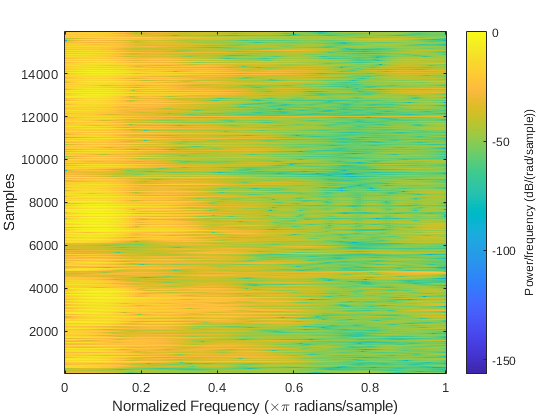 14000
12000
10000
8000
6000
4000
2000
Samples
0 0.2 0.4 0.6 0.8 1
Normalized Frequency (×π radians/sample)
0
-50
-100
-150
Power/frequency (dB/(rad/sample))